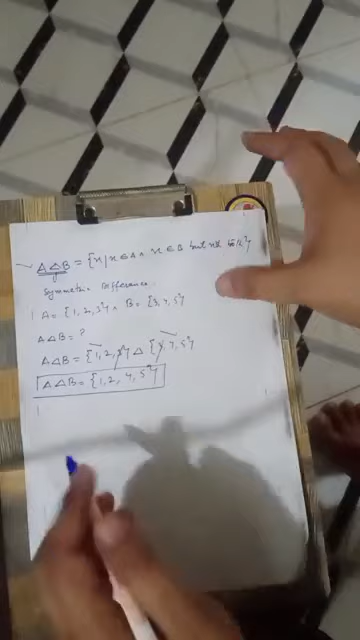 A△B = {x | x ∈ A ∧ x ∈ B but not both}
Symmetric Difference.
A = {1, 2, 3} ∧ B = {3, 4, 5}
A△B = ?
A△B = {1, 2, 3} △ {3, 4, 5}
A△B = {1, 2, 4, 5}